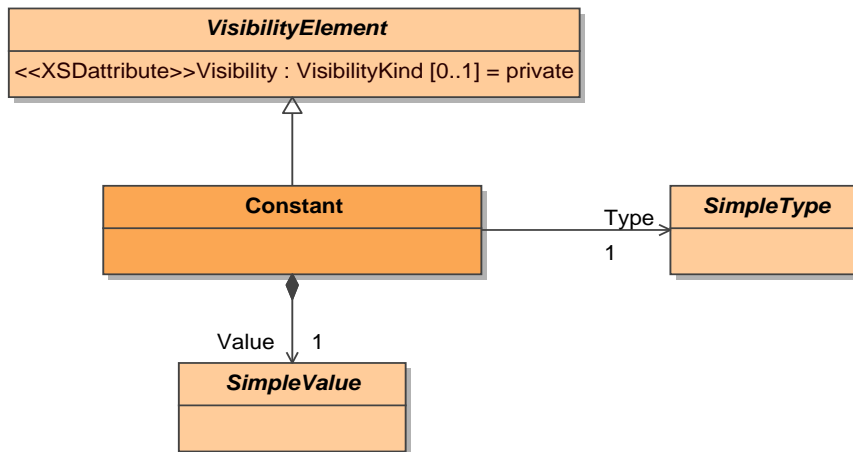 VisibilityElement
<<XSDattribute>>Visibility : VisibilityKind [0..1] = private
Constant
Type
1
SimpleType
Value 1
SimpleValue